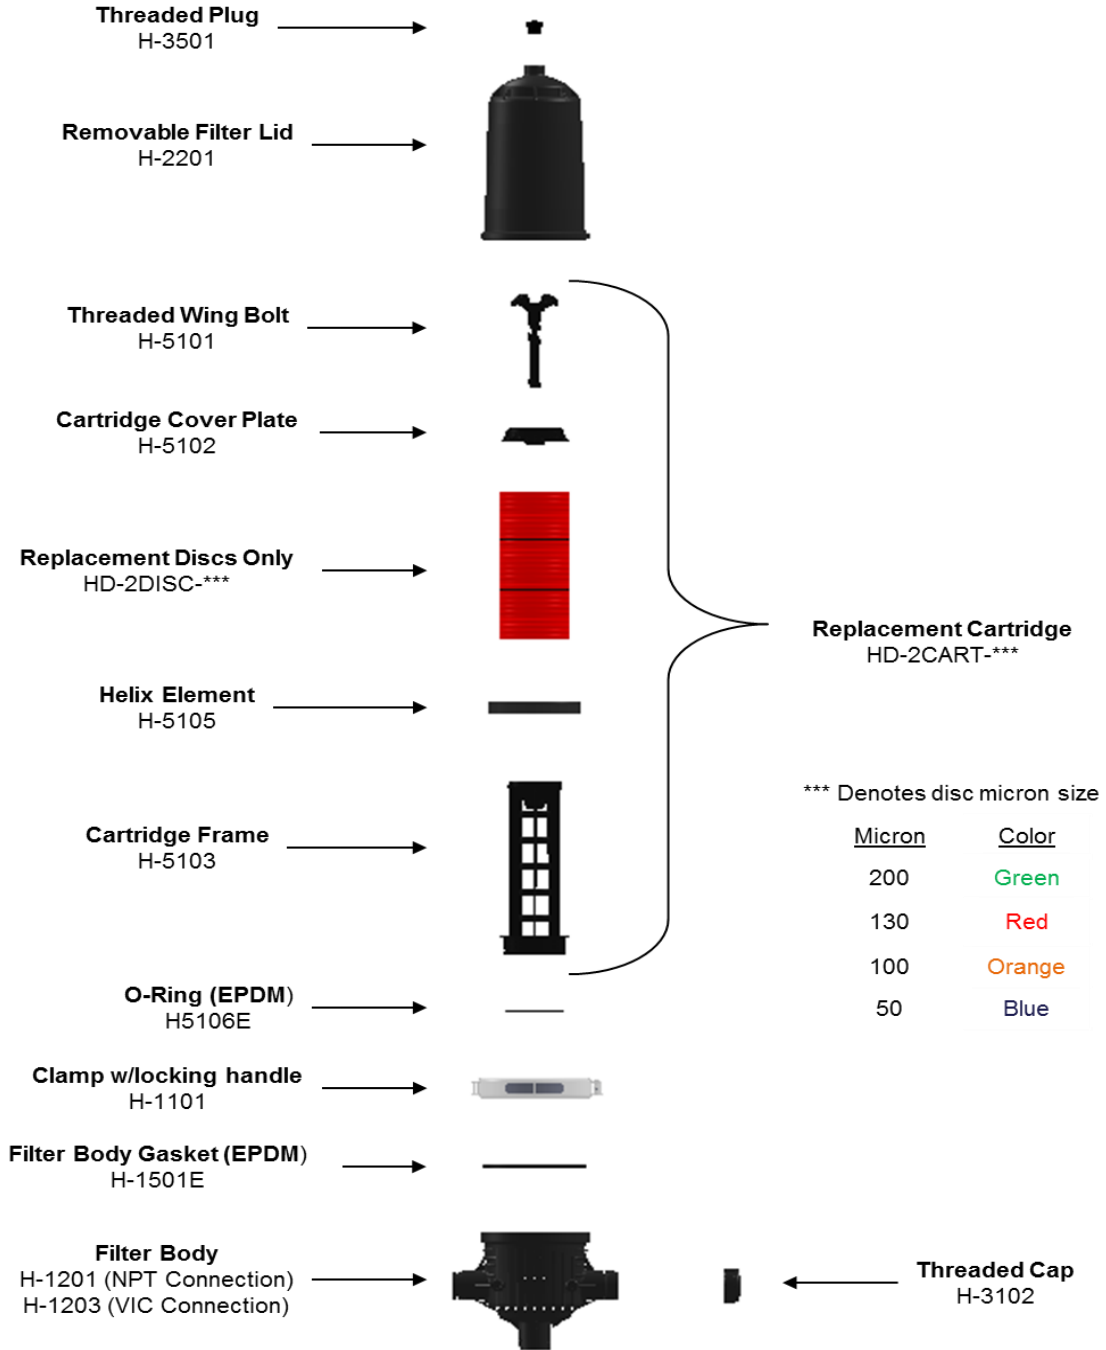 Threaded Plug
H-3501
Removable Filter Lid
H-2201
Threaded Wing Bolt
H-5101
Cartridge Cover Plate
H-5102
Replacement Discs Only
HD-2DISC-***
Replacement Cartridge
HD-2CART-***
Helix Element
H-5105
Cartridge Frame
H-5103
*** Denotes disc micron size
Micron Color
200 Green
130 Red
100 Orange
50 Blue
O-Ring (EPDM)
H5106E
Clamp w/locking handle
H-1101
Filter Body Gasket (EPDM)
H-1501E
Filter Body
H-1201 (NPT Connection)
H-1203 (VIC Connection)
Threaded Cap
H-3102